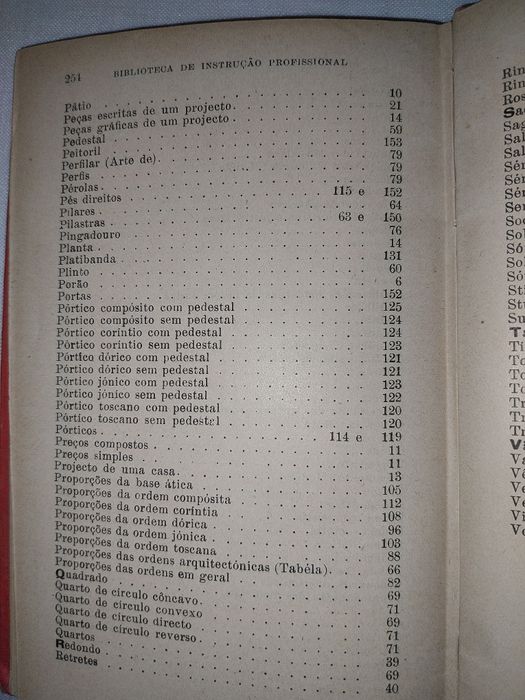 254 BIBLIOTECA DE INSTRUÇÃO PROFISSIONAL
Pátio 10
Peças escritas de um projecto. 21
Peças gráficas de um projecto. 14
Pedestal 59
Peitoril 153
Perfilar (Arte de). 79
Perfis 79
Pérolas. 79
Pés direitos 115 e 152
Pilares 64
Pilastras 63 e 150
Pingadouro 76
Planta 14
Platibanda 131
Plinto 60
Porão 6
Portas 152
Pórtico compósito com pedestal 125
Pórtico compósito sem pedestal 124
Pórtico coríntio com pedestal 124
Pórtico coríntio sem pedestal 123
Pórtico dórico com pedestal 121
Pórtico dórico sem pedestal 121
Pórtico jónico com pedestal 123
Pórtico jónico sem pedestal 122
Pórtico toscano com pedestal 120
Pórtico toscano sem pedestal 120
Pórticos 114 e 119
Preços compostos 11
Preços simples 11
Projecto de uma casa. 13
Proporções da base ática 105
Proporções da ordem compósita 112
Proporções da ordem coríntia 108
Proporções da ordem dórica 96
Proporções da ordem jónica 103
Proporções da ordem toscana 88
Proporções das ordens arquitectónicas (Tabéla). 66
Proporções das ordens em geral 82
Quadrado 69
Quarto de círculo côncavo. 71
Quarto de círculo convexo 69
Quarto de círculo directo 71
Quarto de círculo reverso. 71
Quartos 39
Redondo 69
Retretes 40